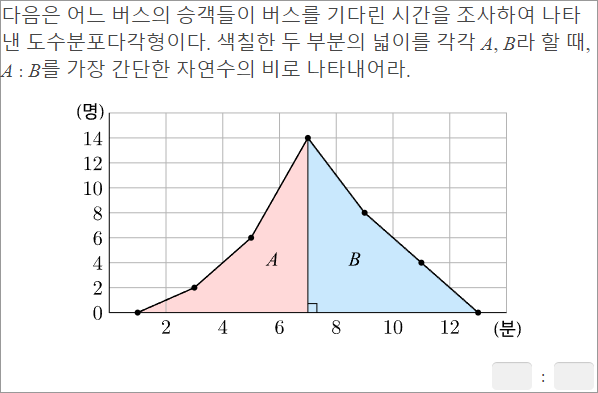 다음은 어느 버스의 승객들이 버스를 기다린 시간을 조사하여 나타
낸 도수분포다각형이다. 색칠한 두 부분의 넓이를 각각 A, B라 할 때,
A : B를 가장 간단한 자연수의 비로 나타내어라.
(명)
14
12
10
8
6
4
2
0
A
B
2 4 6 8 10 12 (분)
: